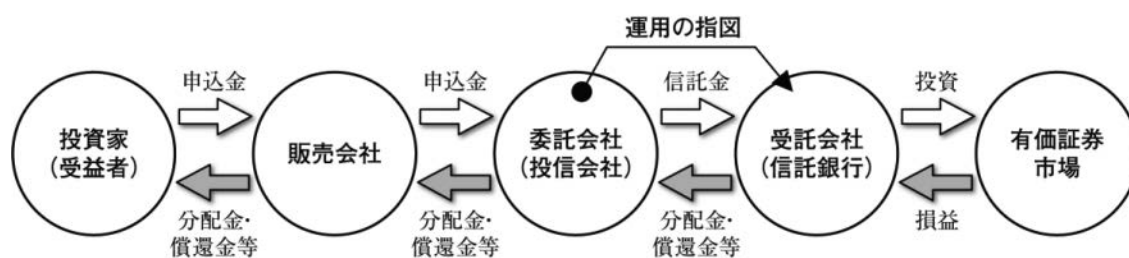 運用の指図
申込金
申込金
信託金
投資
投資家
(受益者)
販売会社
委託会社
(投信会社)
受託会社
(信託銀行)
有価証券
市場
分配金・
償還金等
分配金・
償還金等
分配金・
償還金等
損益